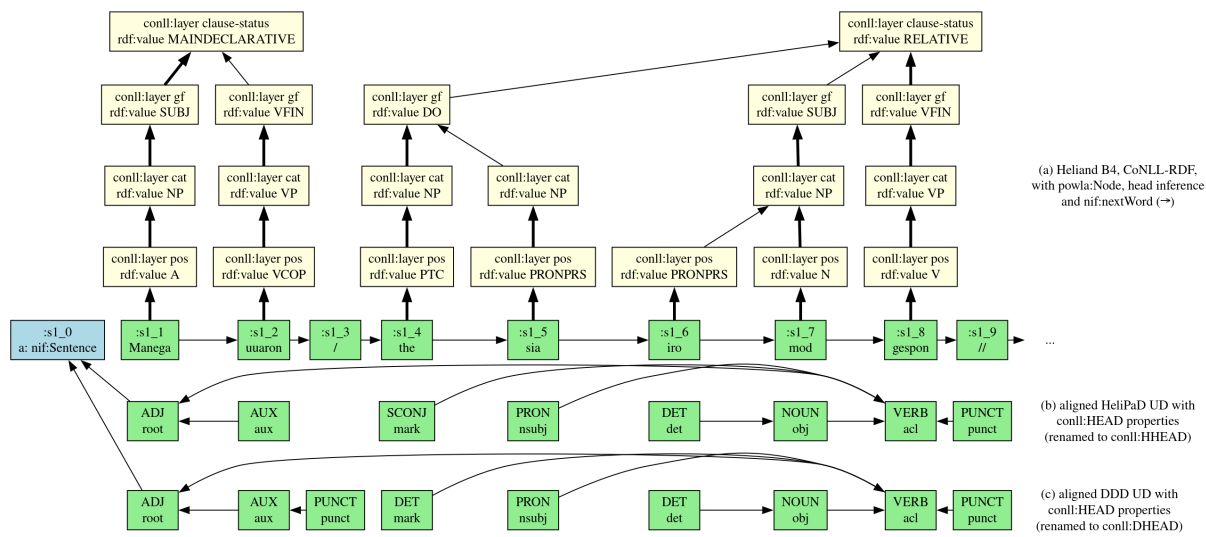 conll:layer clause-status
rdf:value MAINDECLARATIVE
conll:layer clause-status
rdf:value RELATIVE
conll:layer gf
rdf:value SUBJ
conll:layer gf
rdf:value VFIN
conll:layer gf
rdf:value DO
conll:layer gf
rdf:value SUBJ
conll:layer gf
rdf:value VFIN
conll:layer cat
rdf:value NP
conll:layer cat
rdf:value VP
conll:layer cat
rdf:value NP
conll:layer cat
rdf:value NP
conll:layer cat
rdf:value NP
conll:layer cat
rdf:value VP
(a) Heliand B4, CoNLL-RDF,
with powla:Node, head inference
and nif:nextWord (→)
conll:layer pos
rdf:value A
conll:layer pos
rdf:value VCOP
conll:layer pos
rdf:value PTC
conll:layer pos
rdf:value PRONPRS
conll:layer pos
rdf:value PRONPRS
conll:layer pos
rdf:value N
conll:layer pos
rdf:value V
:s1_0
a: nif:Sentence
:s1_1
Manega
:s1_2
uuaron
:s1_3
/
:s1_4
the
:s1_5
sia
:s1_6
iro
:s1_7
mod
:s1_8
gespon
:s1_9
//
...
ADJ
root
AUX
aux
SCONJ
mark
PRON
nsubj
DET
det
NOUN
obj
VERB
acl
PUNCT
punct
(b) aligned HeliPaD UD with
conll:HEAD properties
(renamed to conll:HHEAD)
ADJ
root
AUX
aux
PUNCT
punct
DET
mark
PRON
nsubj
DET
det
NOUN
obj
VERB
acl
PUNCT
punct
(c) aligned DDD UD with
conll:HEAD properties
(renamed to conll:DHEAD)